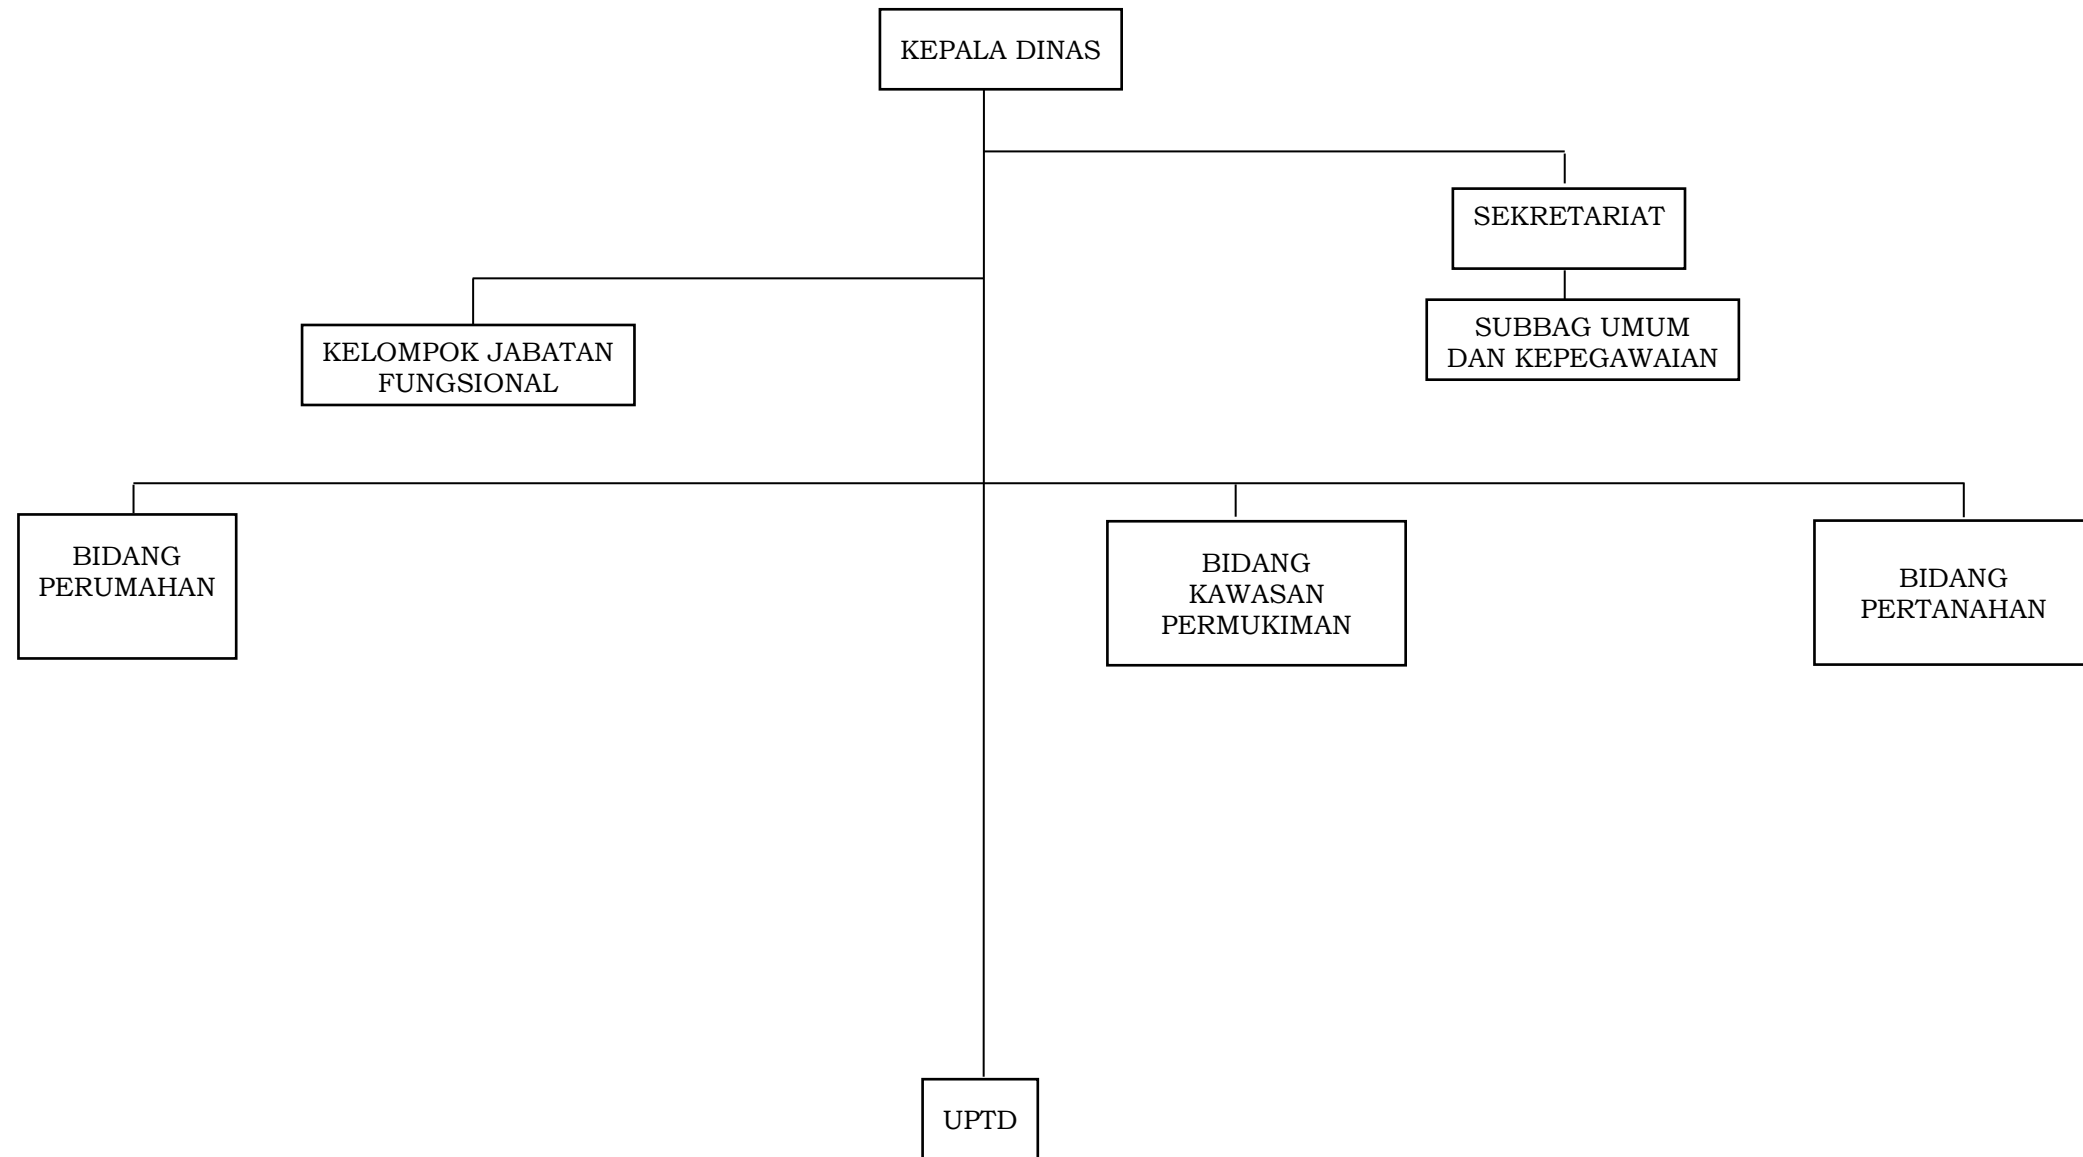 KEPALA DINAS
SEKRETARIAT
SUBBAG UMUM
DAN KEPEGAWAIAN
KELOMPOK JABATAN
FUNGSIONAL
BIDANG
PERUMAHAN
BIDANG
KAWASAN
PERMUKIMAN
BIDANG
PERTANAHAN
UPTD